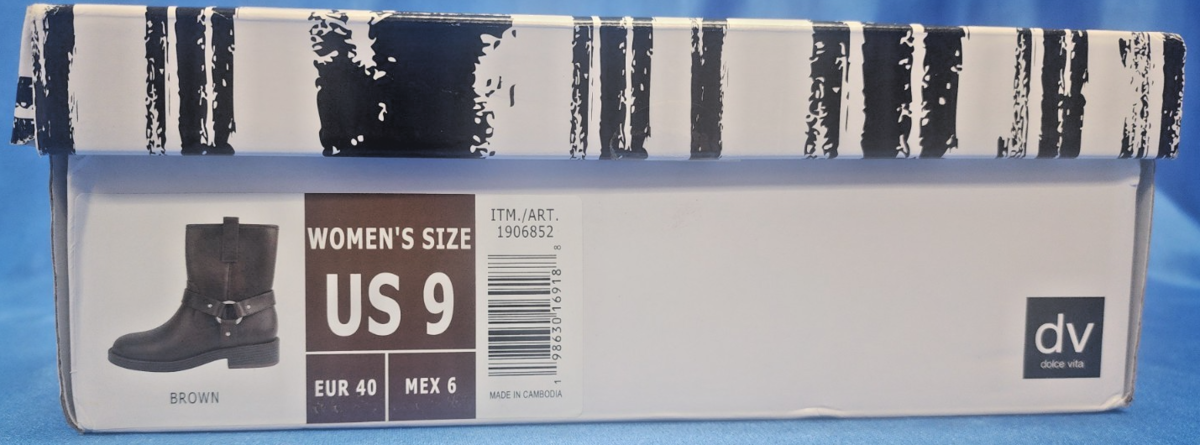 BROWN
WOMEN'S SIZE
US 9
EUR 40
MEX 6
ITM./ART.
1906852
1 98630 16918 8
MADE IN CAMBODIA
dv
dolce vita